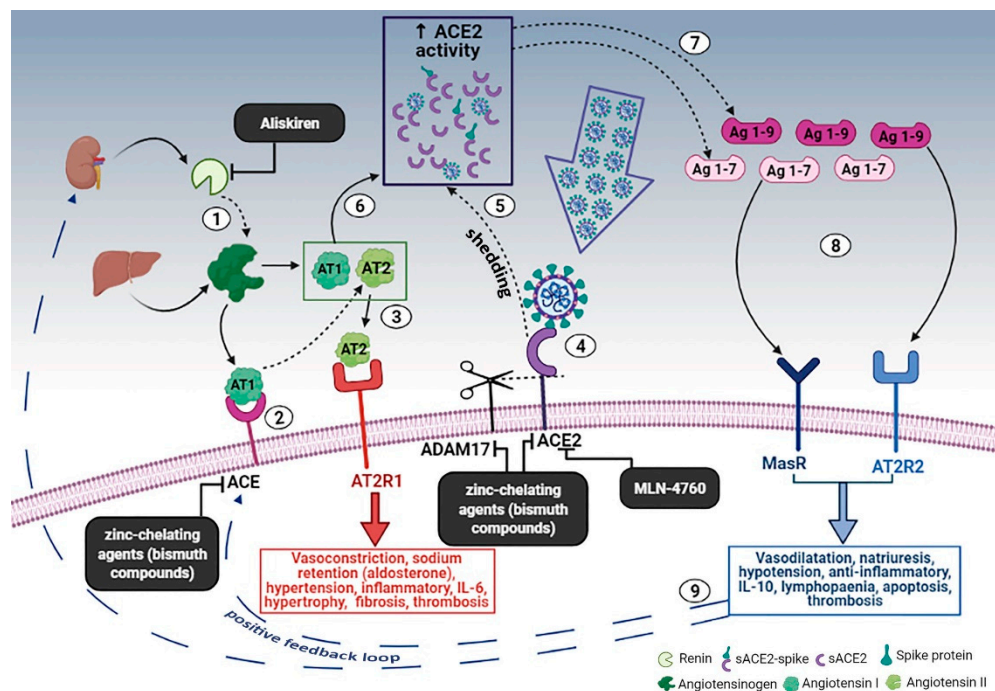 ↑ ACE2
activity
7
Aliskiren
Ag 1-9
Ag 1-9
Ag 1-9
Ag 1-7
Ag 1-7
Ag 1-7
1
6
5
shedding
8
AT1
AT2
3
4
AT2
AT1
2
ADAM17
ACE2
MasR
AT2R2
ACE
AT2R1
zinc-chelating
agents (bismuth
compounds)
MLN-4760
zinc-chelating
agents (bismuth
compounds)
Vasoconstriction, sodium
retention (aldosterone),
hypertension, inflammatory, IL-6,
hypertrophy, fibrosis, thrombosis
Vasodilatation, natriuresis,
hypotension, anti-inflammatory,
IL-10, lymphopaenia, apoptosis,
thrombosis
9
positive feedback loop
Renin
sACE2-spike
sACE2
Spike protein
Angiotensinogen
Angiotensin I
Angiotensin II